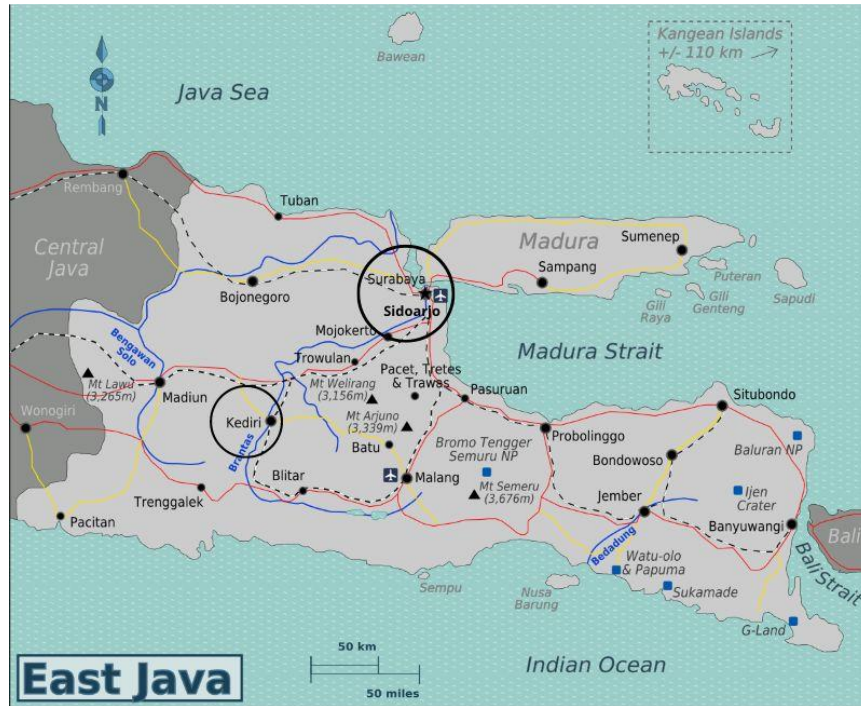 Kangean Islands
+/- 110 km
Bawean
N
Java Sea
Rembang
Tuban
Central
Java
Madura
Sumenep
Surabaya
Sampang
Puteran
Sapudi
Gili
Raya
Gili
Genteng
Bojonegoro
Sidoarjo
Mojokerto
Bengawan
Solo
Trowulan
Madura Strait
Mt Lawu
(3,265m)
Madiun
Mt Welirang
(3,156m)
Pacet, Tretes
& Trawas
Pasuruan
Situbondo
Wonogiri
Kediri
Mt Arjuno
(3,339m)
Probolinggo
Baluran NP
Brantas
Batu
Bromo Tengger
Semuru NP
Bondowoso
Blitar
Malang
Mt Semeru
(3,676m)
Ijen
Crater
Trenggalek
Jember
Pacitan
Banyuwangi
Bali
Bedadung
Bali Strait
Watu-olo
& Papuma
Sempu
Nusa
Barung
Sukamade
G-Land
50 km
50 miles
Indian Ocean
East Java